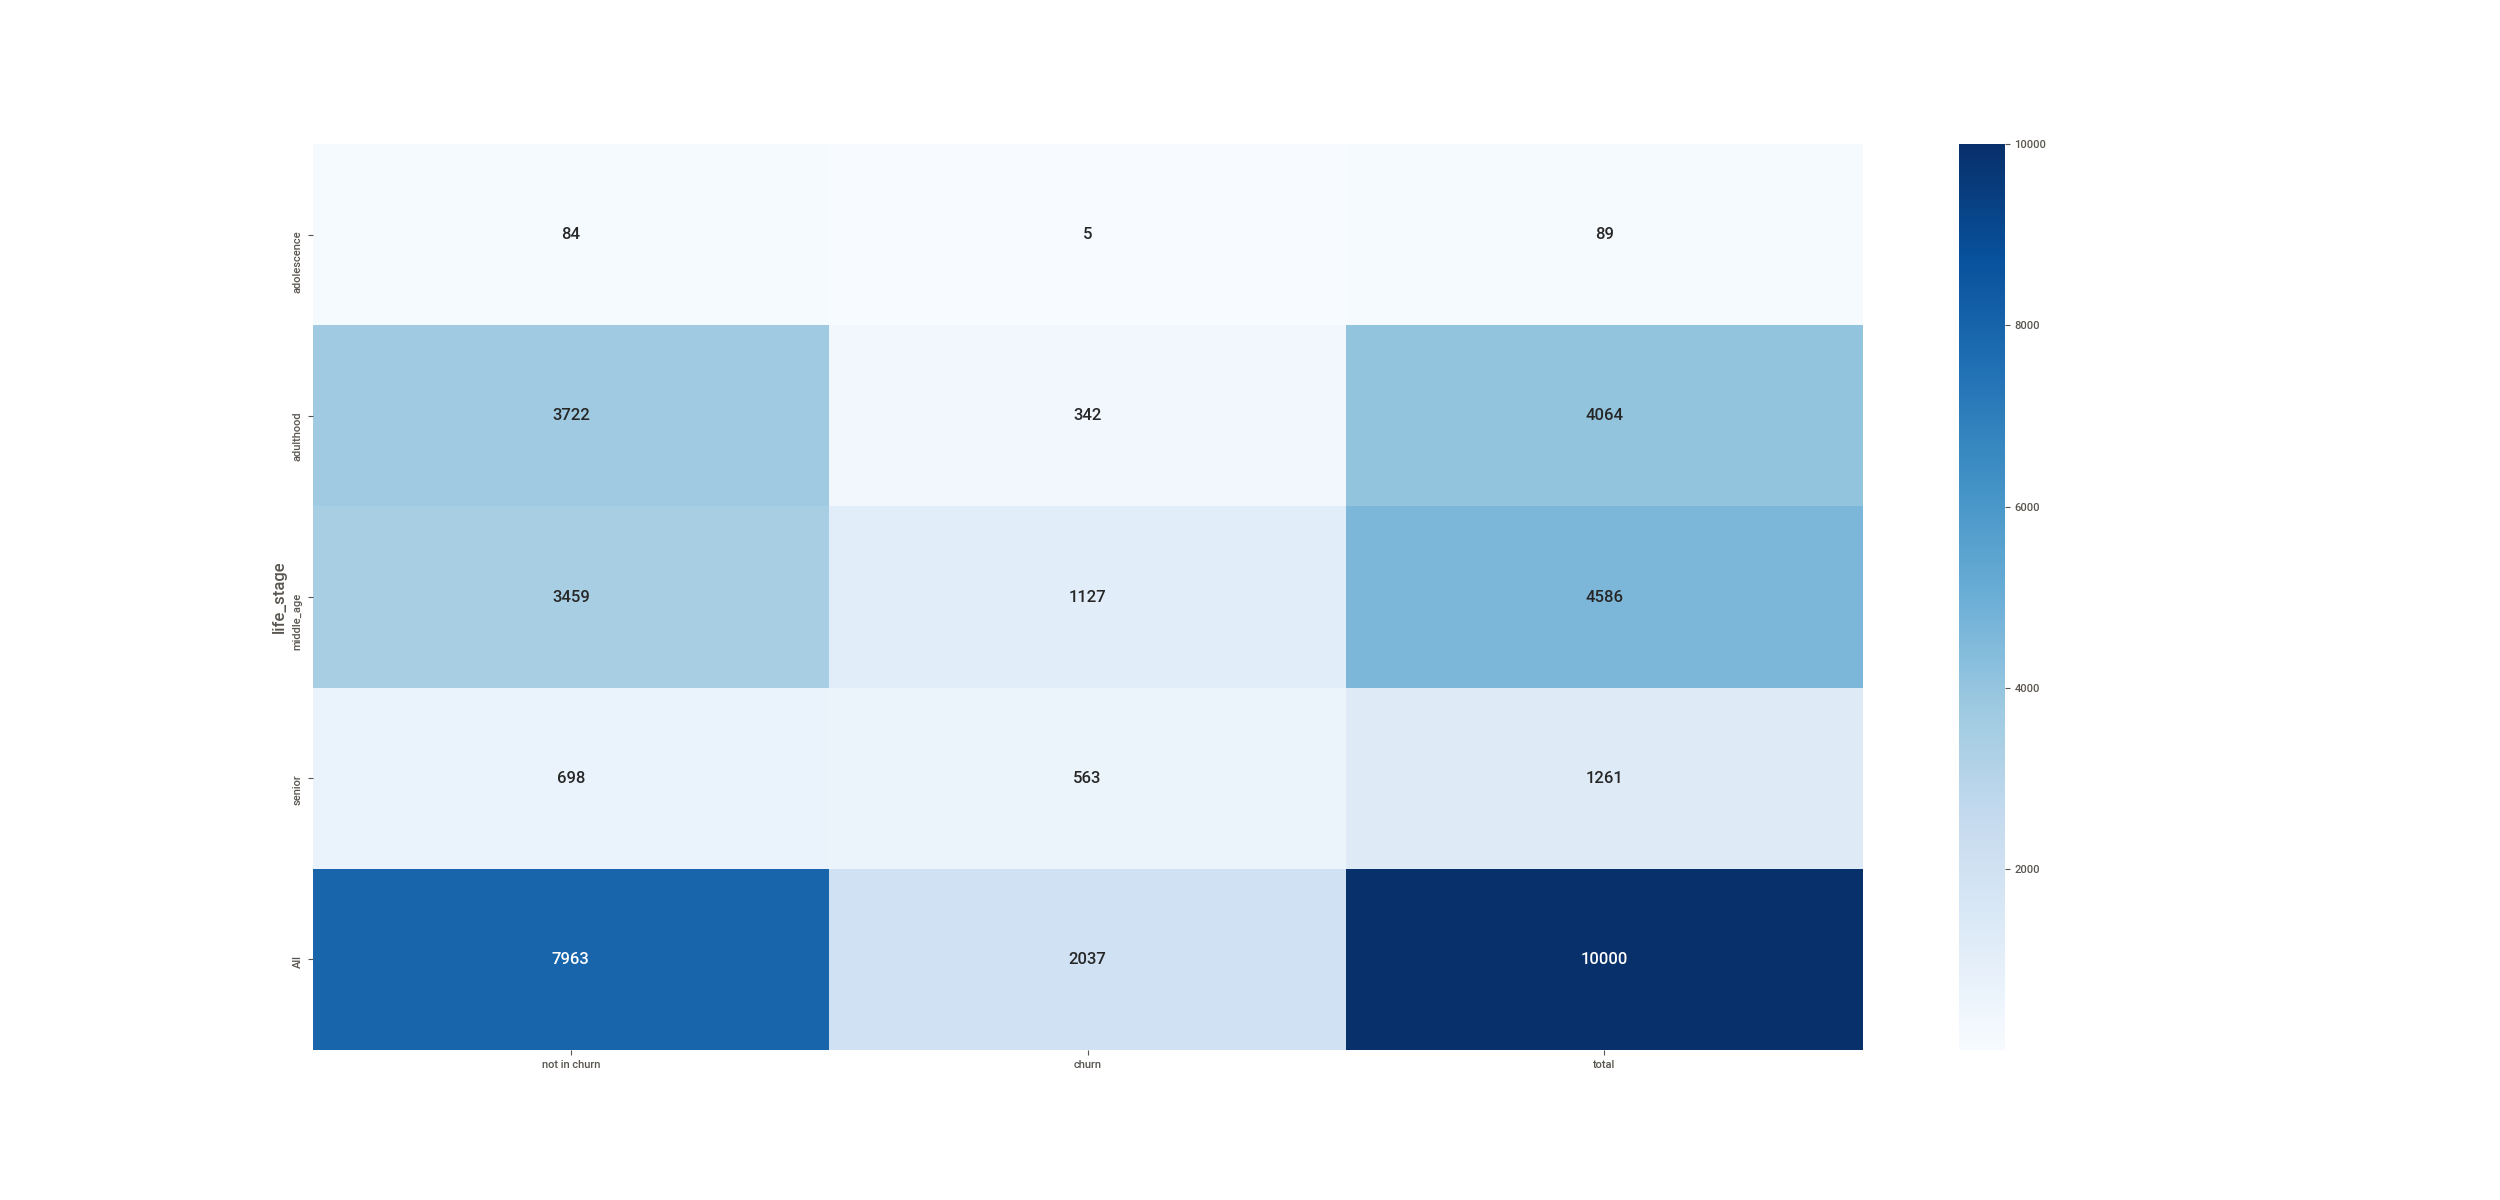 life_stage
adolescence
84 5 89
adulthood
3722 342 4064
middle_age
3459 1127 4586
senior
698 563 1261
All
7963 2037 10000
not in churn churn total
10000
8000
6000
4000
2000